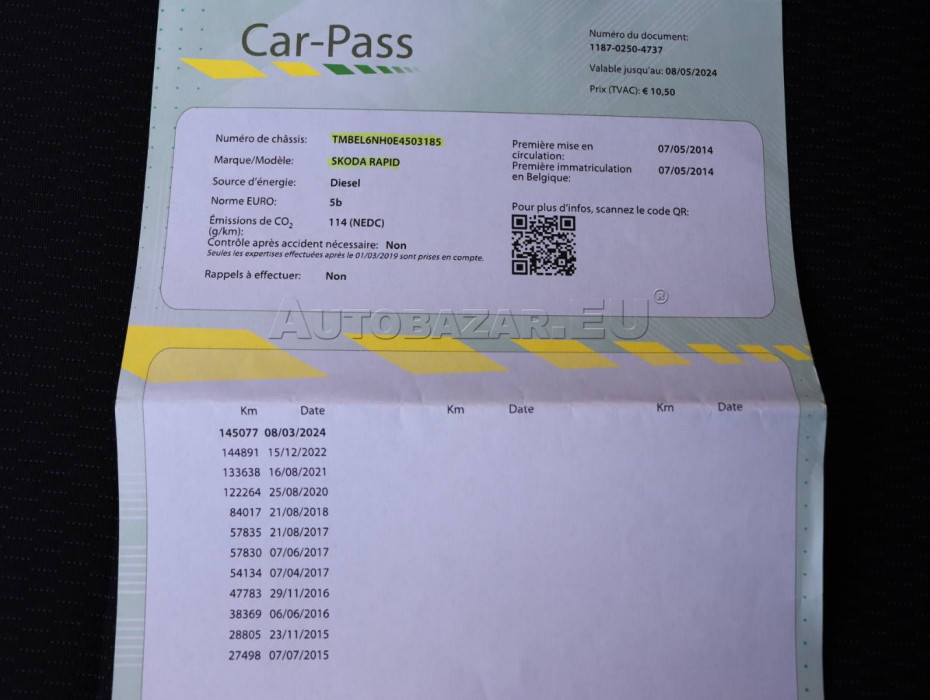 Car-Pass
Numéro du document:
1187-0250-4737
Valable jusqu'au: 08/05/2024
Prix (TVAC): € 10,50
Numéro de châssis: TMBEL6NH0E4503185
Marque/Modèle: SKODA RAPID
Source d'énergie: Diesel
Norme EURO: 5b
Émissions de CO2 (g/km): 114 (NEDC)
Contrôle après accident nécessaire: Non
Seules les expertises effectuées après le 01/03/2019 sont prises en compte.
Rappels à effectuer: Non
Première mise en circulation: 07/05/2014
Première immatriculation en Belgique: 07/05/2014
Pour plus d'infos, scannez le code QR:
AUTOBAZAR.EU®
Km Date Km Date Km Date
145077 08/03/2024
144891 15/12/2022
133638 16/08/2021
122264 25/08/2020
84017 21/08/2018
57835 21/08/2017
57830 07/06/2017
54134 07/04/2017
47783 29/11/2016
38369 06/06/2016
28805 23/11/2015
27498 07/07/2015